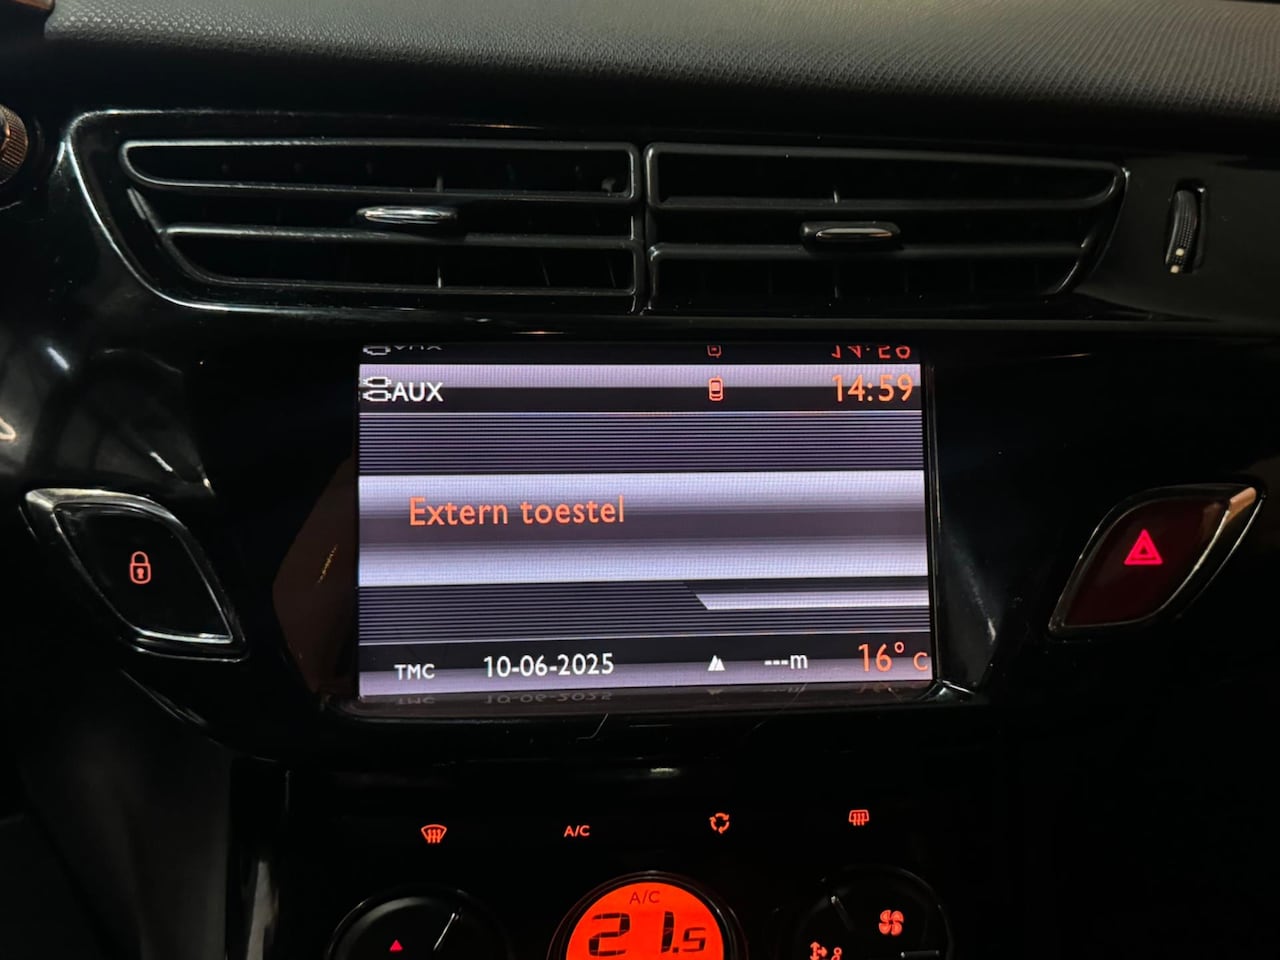 AUX 14:59
Extern toestel
TMC 10-06-2025 ---m 16° C
A/C
A/C
21.5